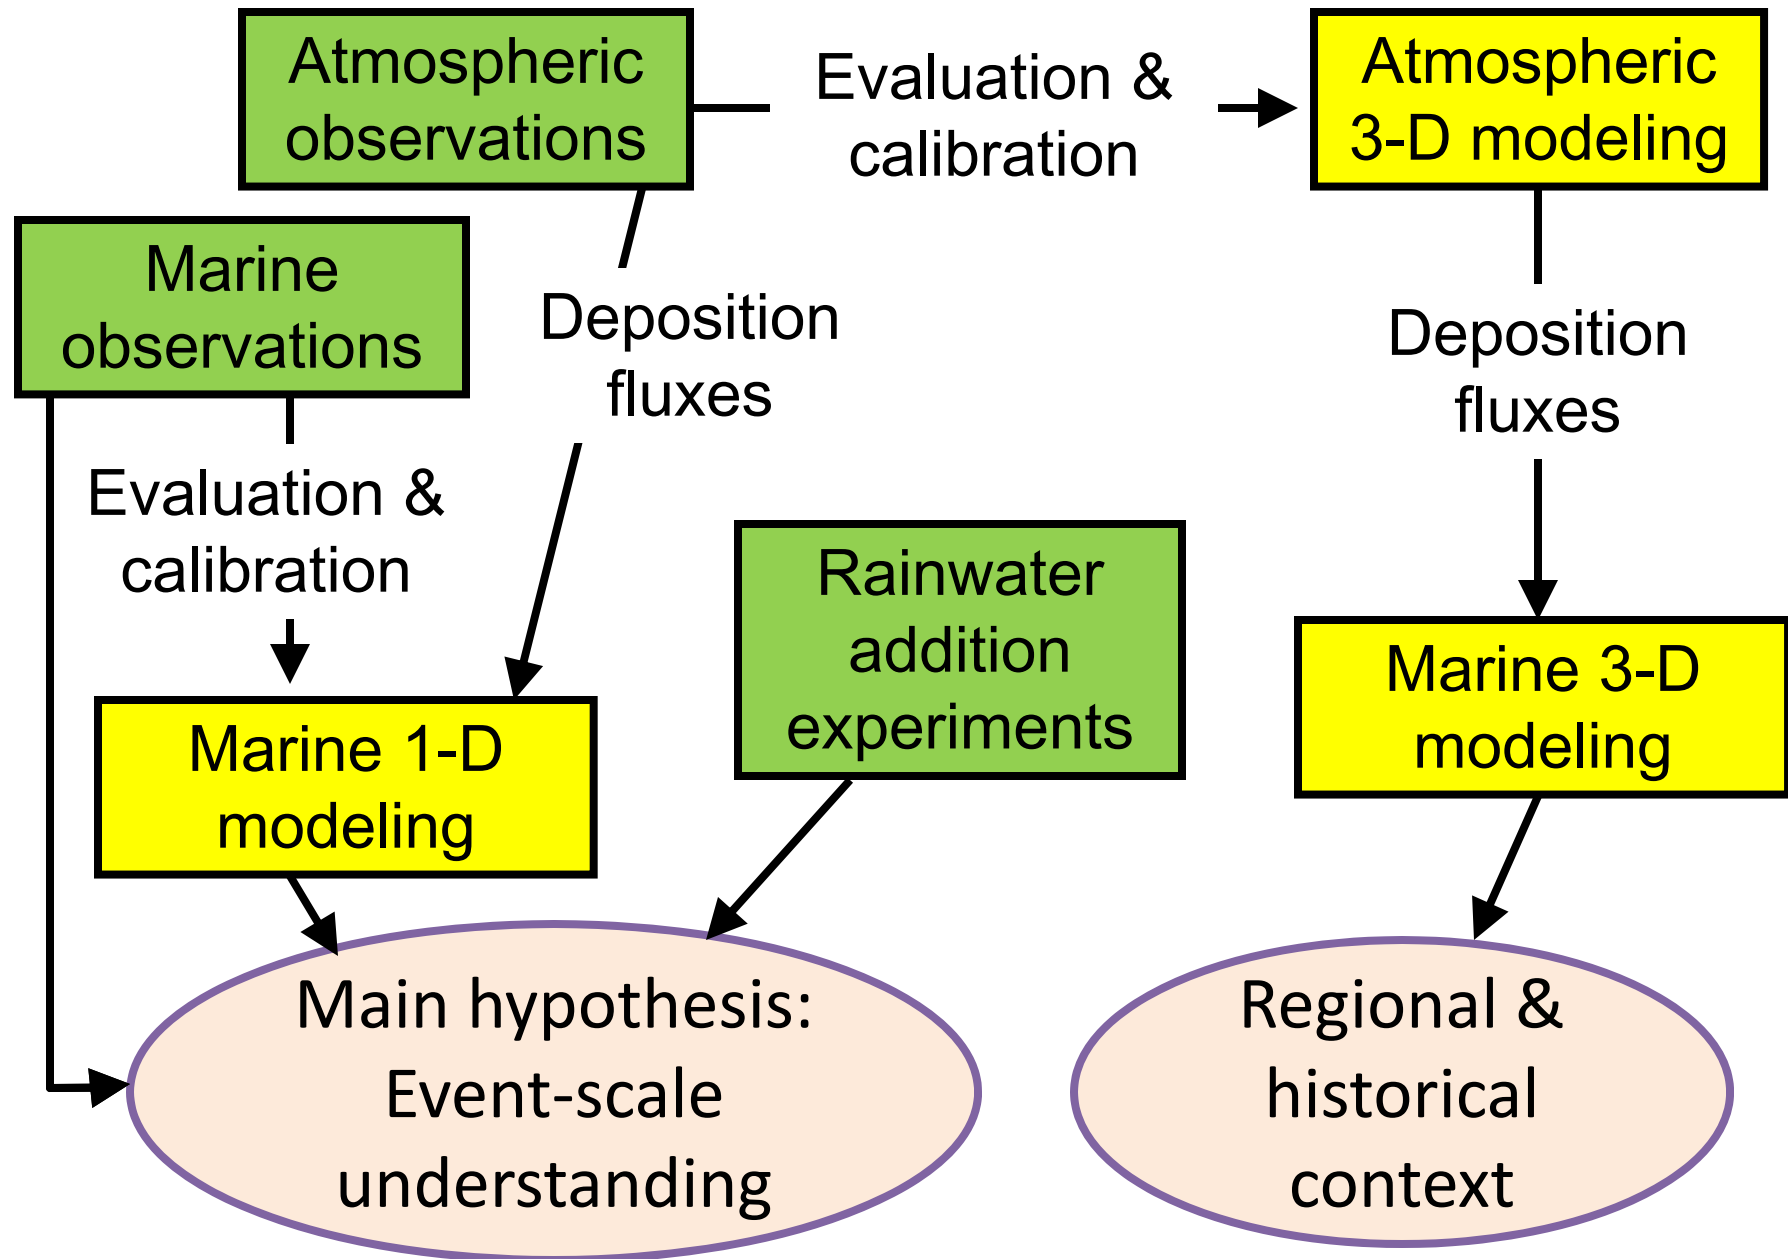 Atmospheric
observations
Evaluation &
calibration
Atmospheric
3-D modeling
Marine
observations
Deposition
fluxes
Deposition
fluxes
Evaluation &
calibration
Rainwater
addition
experiments
Marine 3-D
modeling
Marine 1-D
modeling
Main hypothesis:
Event-scale
understanding
Regional &
historical
context